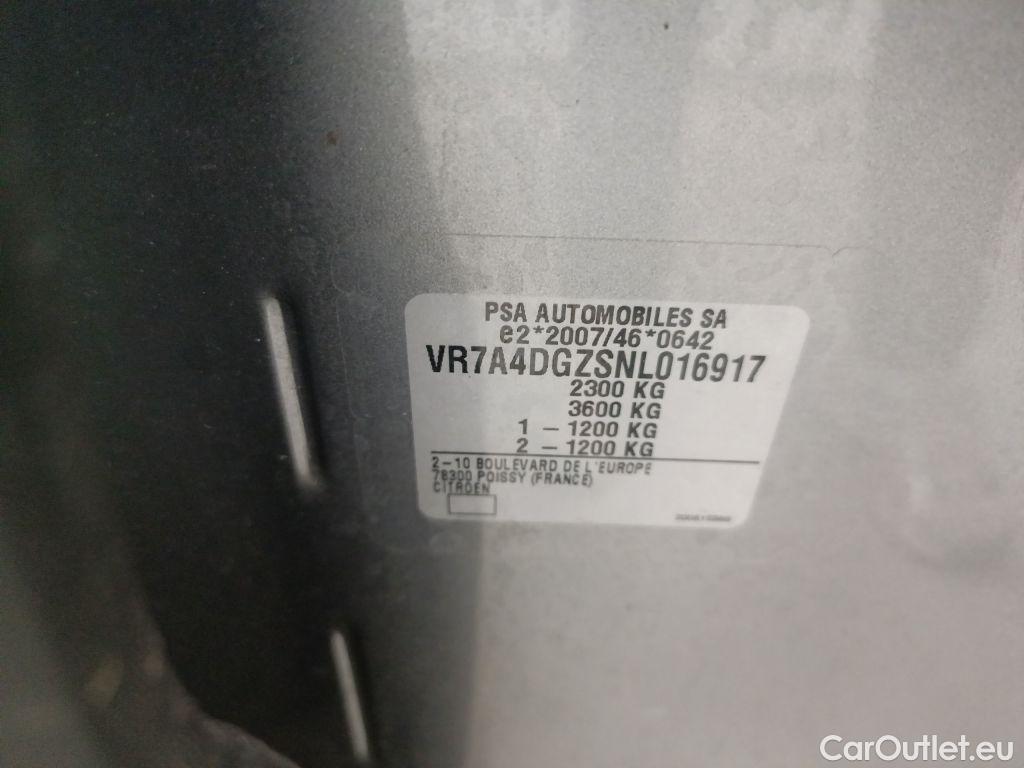 PSA AUTOMOBILES SA
e2*2007/46*0642
VR7A4DGZSNL016917
2300 KG
3600 KG
1 - 1200 KG
2 - 1200 KG
2-10 BOULEVARD DE L'EUROPE
78300 POISSY (FRANCE)
CITROEN
CarOutlet.eu